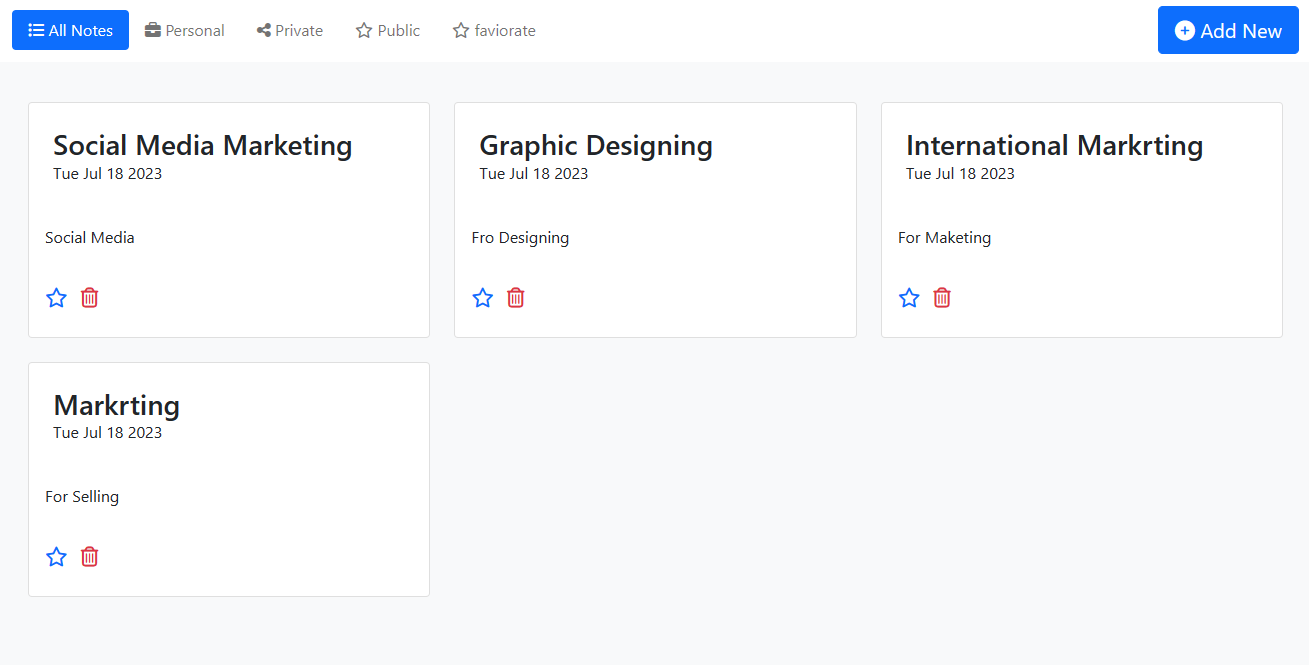 All Notes Personal Private Public faviorate Add New
Social Media Marketing
Tue Jul 18 2023
Social Media
Graphic Designing
Tue Jul 18 2023
Fro Designing
International Markrting
Tue Jul 18 2023
For Maketing
Markrting
Tue Jul 18 2023
For Selling